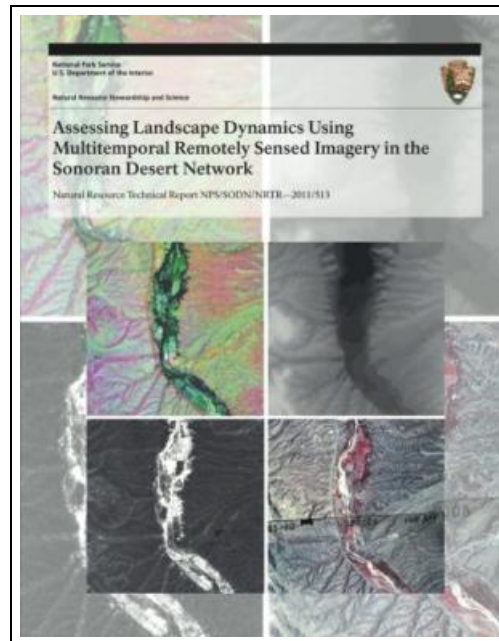 National Park Service
U.S. Department of the Interior
Natural Resource Stewardship and Science
Assessing Landscape Dynamics Using
Multitemporal Remotely Sensed Imagery in the
Sonoran Desert Network
Natural Resource Technical Report NPS/SODN/NRTR—2011/513